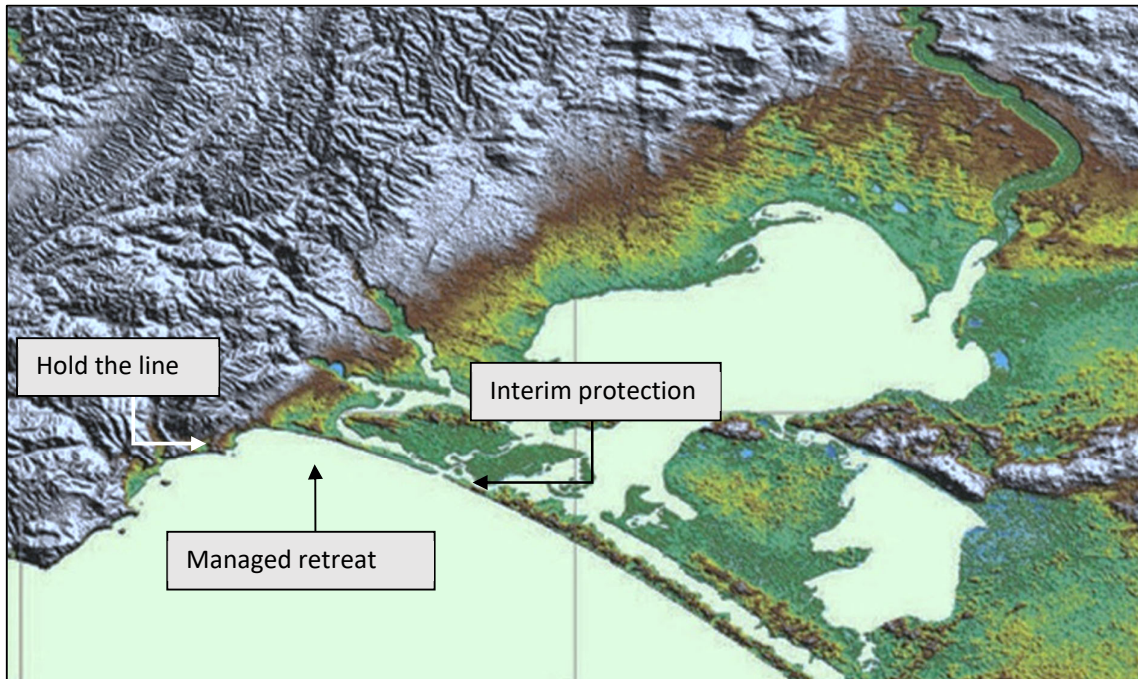 Hold the line
Interim protection
Managed retreat